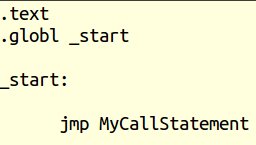 .text
.globl _start
_start:
jmp MyCallStatement